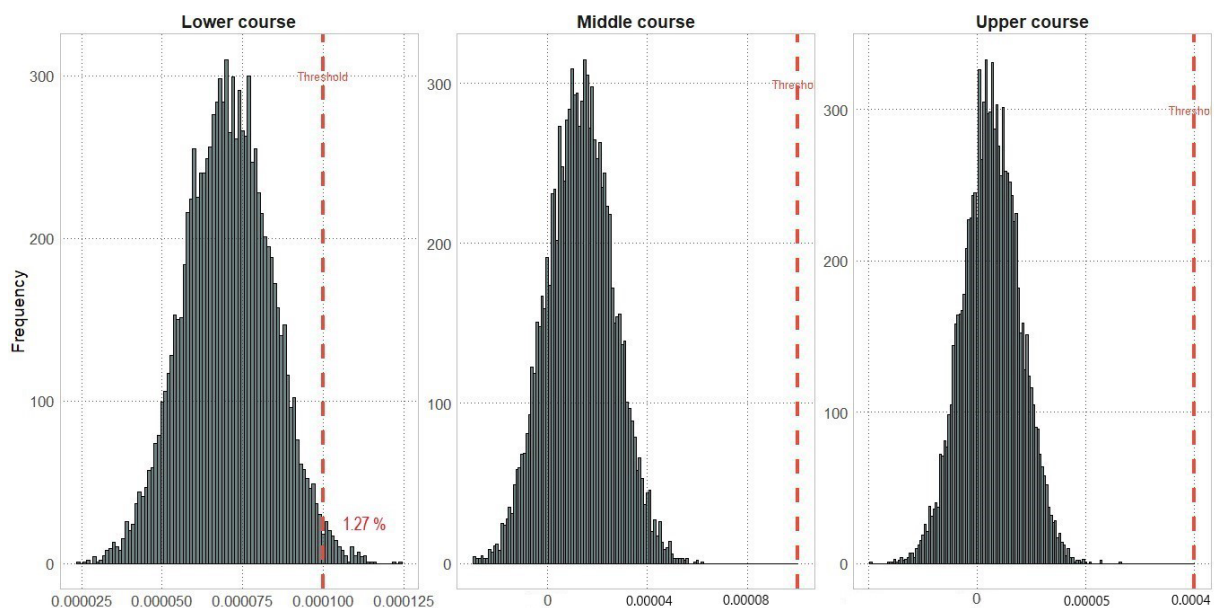 Lower course
Middle course
Upper course
Frequency
300
200
100
0
Threshold
1.27 %
0.000025 0.000050 0.000075 0.000100 0.000125
300
200
100
0
Thresho
0 0.00004 0.00008
300
200
100
0
Thresho
0 0.00005 0.0004